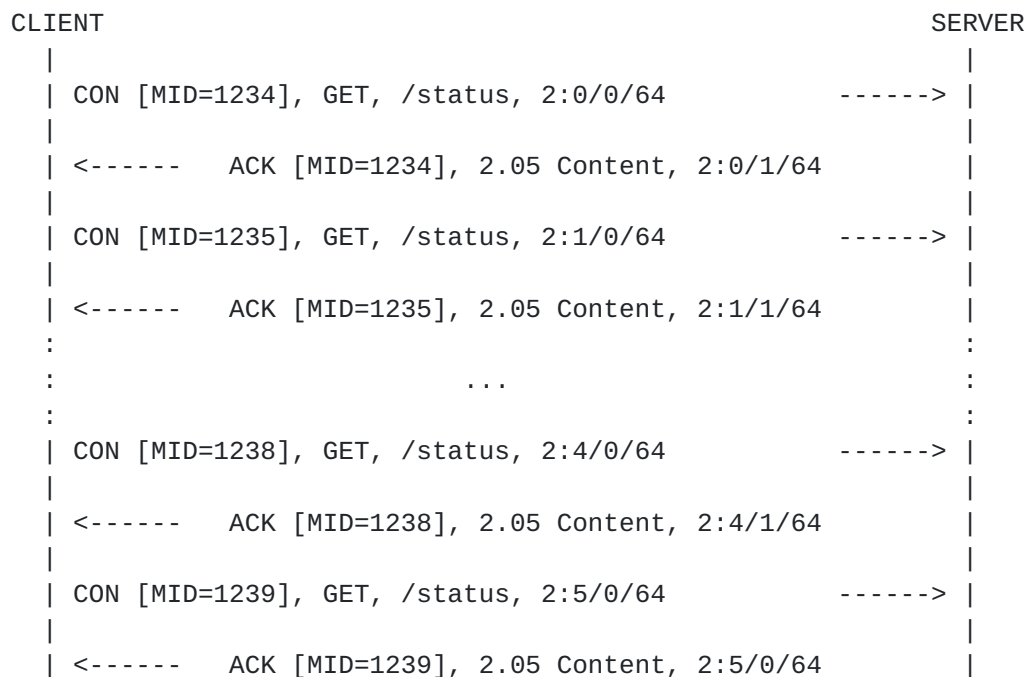 CLIENT                                                     SERVER
  |                                                          |
  | CON [MID=1234], GET, /status, 2:0/0/64           ------> |
  |                                                          |
  | <------   ACK [MID=1234], 2.05 Content, 2:0/1/64         |
  |                                                          |
  | CON [MID=1235], GET, /status, 2:1/0/64           ------> |
  |                                                          |
  | <------   ACK [MID=1235], 2.05 Content, 2:1/1/64         |
  :                                                          :
  :                          ...                             :
  :                                                          :
  | CON [MID=1238], GET, /status, 2:4/0/64           ------> |
  |                                                          |
  | <------   ACK [MID=1238], 2.05 Content, 2:4/1/64         |
  |                                                          |
  | CON [MID=1239], GET, /status, 2:5/0/64           ------> |
  |                                                          |
  | <------   ACK [MID=1239], 2.05 Content, 2:5/0/64         |